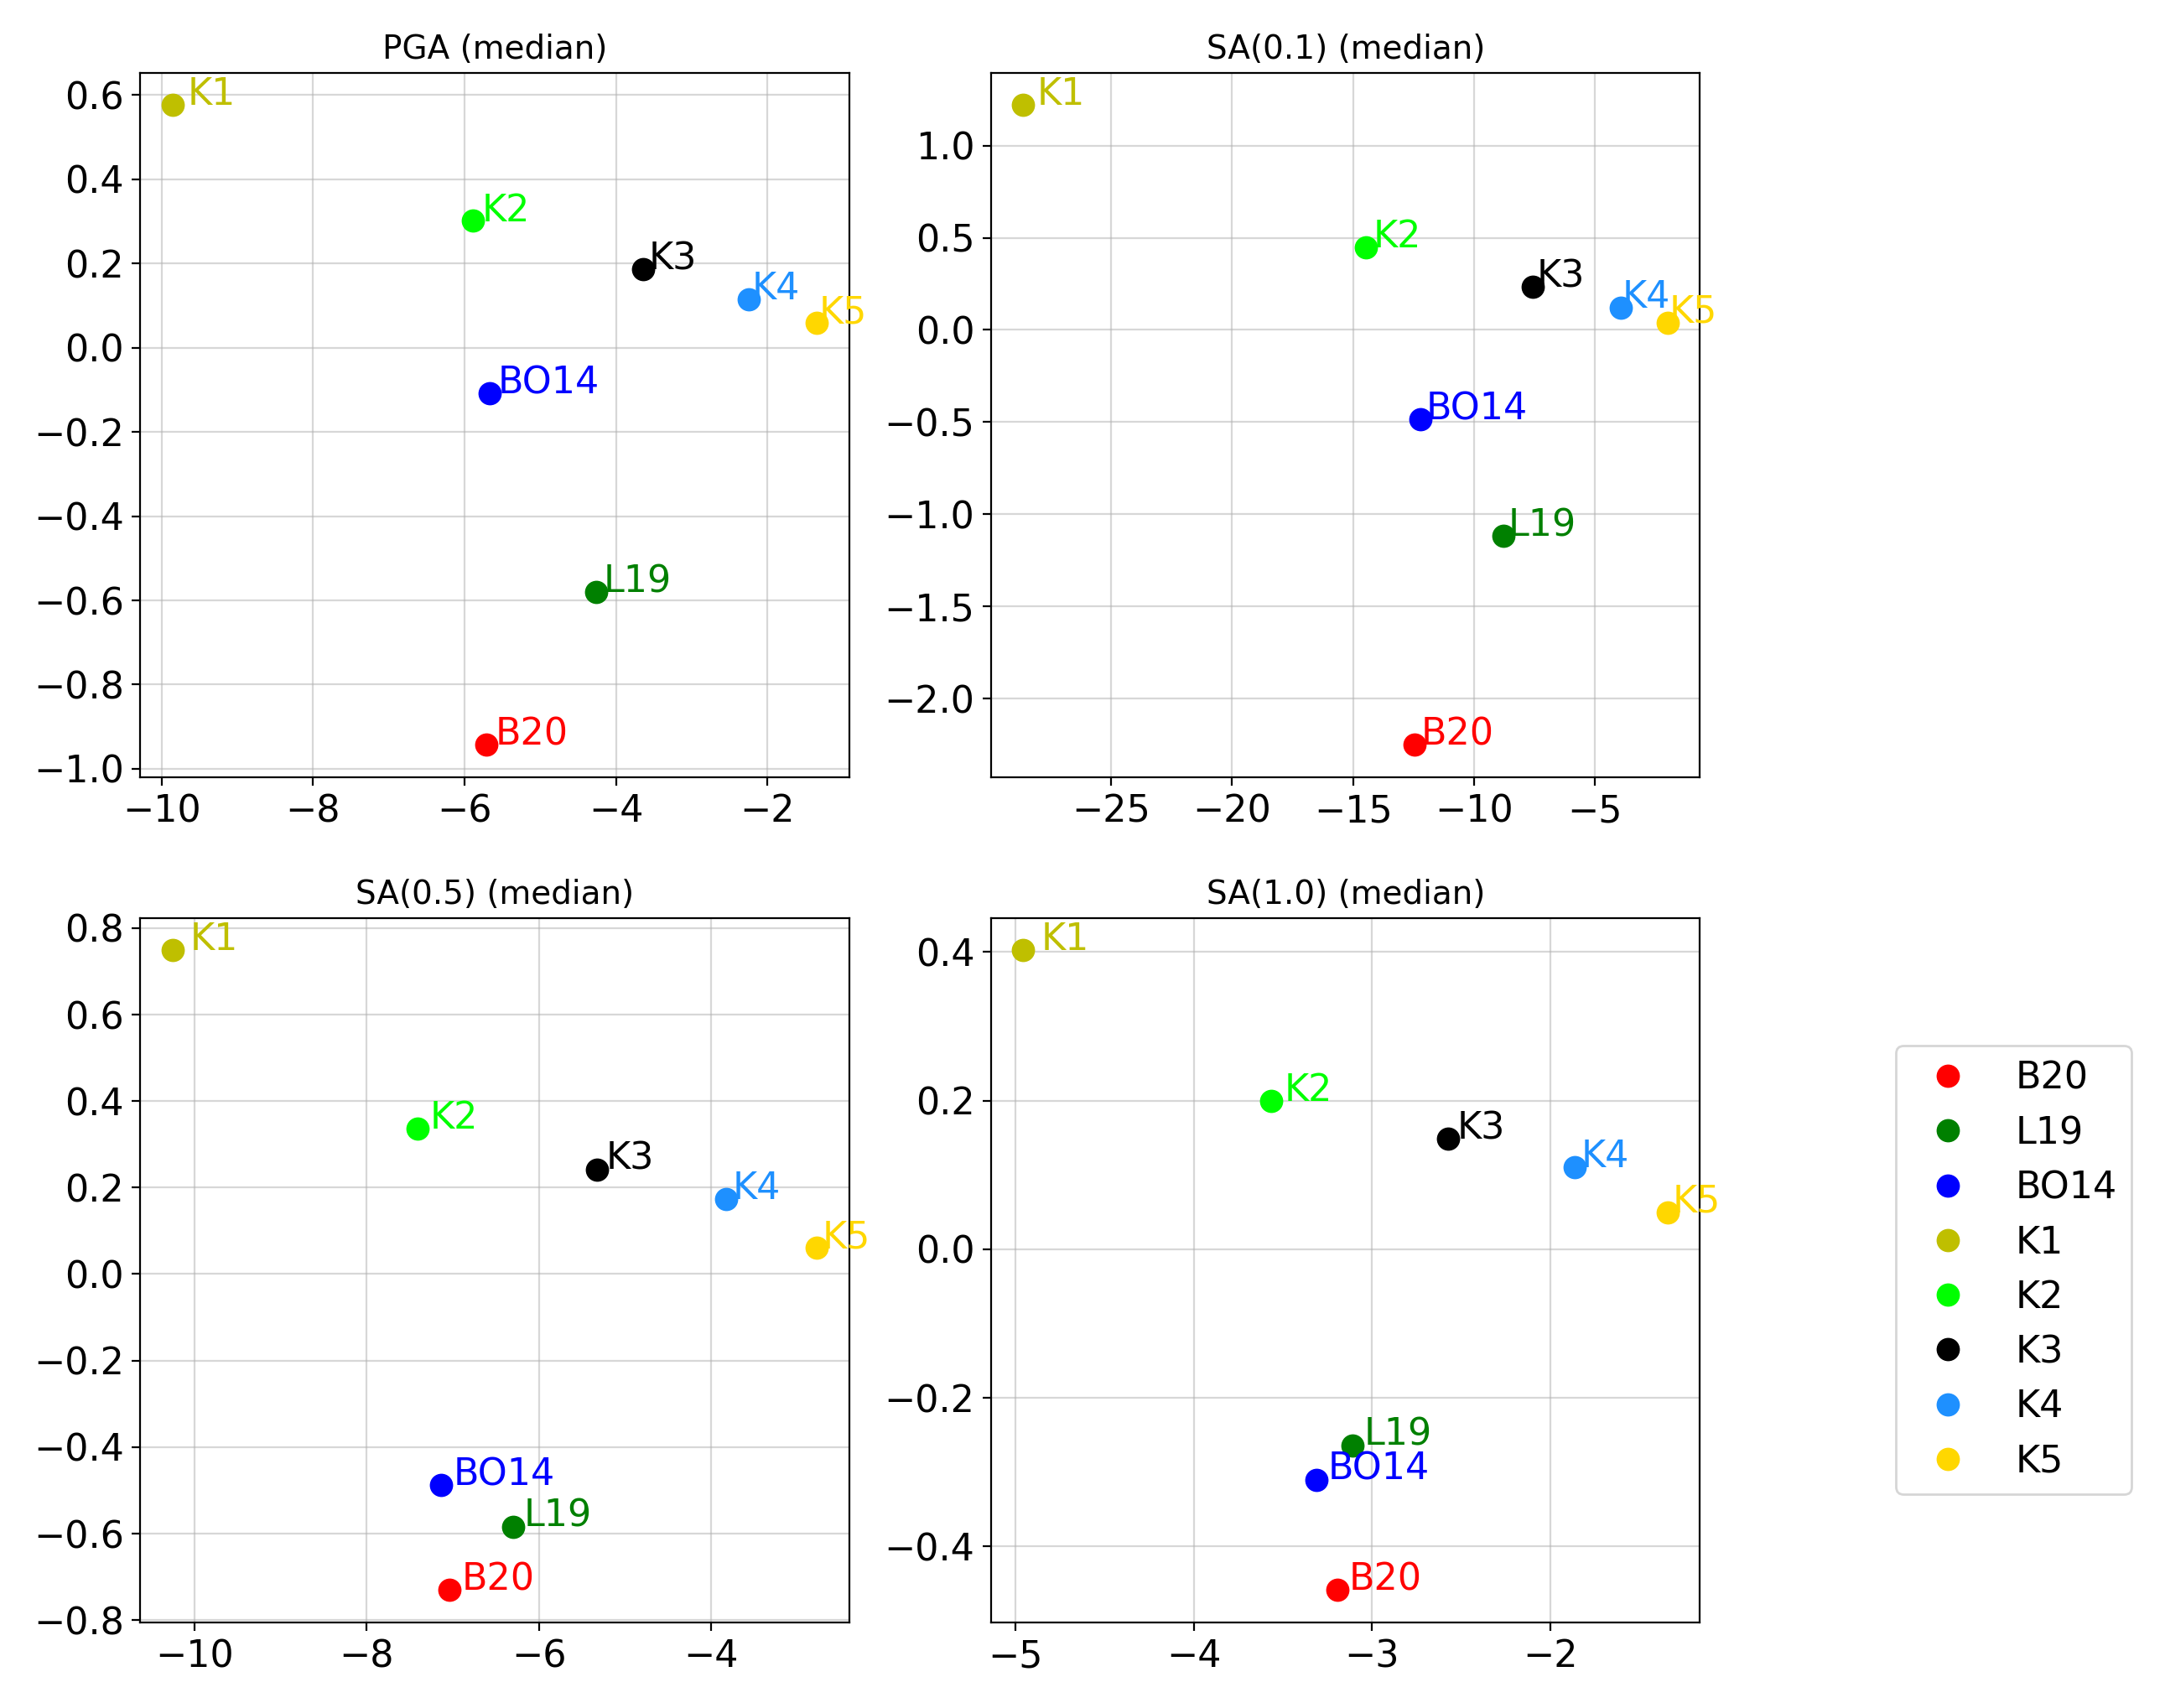 PGA (median)
0.6
0.4
0.2
0.0
−0.2
−0.4
−0.6
−0.8
−1.0
K1
K2
K3
K4
K5
BO14
L19
B20
−10 −8 −6 −4 −2
SA(0.1) (median)
1.0
0.5
0.0
−0.5
−1.0
−1.5
−2.0
K1
K2
K3
K4
K5
BO14
L19
B20
−25 −20 −15 −10 −5
SA(0.5) (median)
0.8
0.6
0.4
0.2
0.0
−0.2
−0.4
−0.6
−0.8
K1
K2
K3
K4
K5
BO14
L19
B20
−10 −8 −6 −4
SA(1.0) (median)
0.4
0.2
0.0
−0.2
−0.4
K1
K2
K3
K4
K5
L19
BO14
B20
−5 −4 −3 −2
B20
L19
BO14
K1
K2
K3
K4
K5